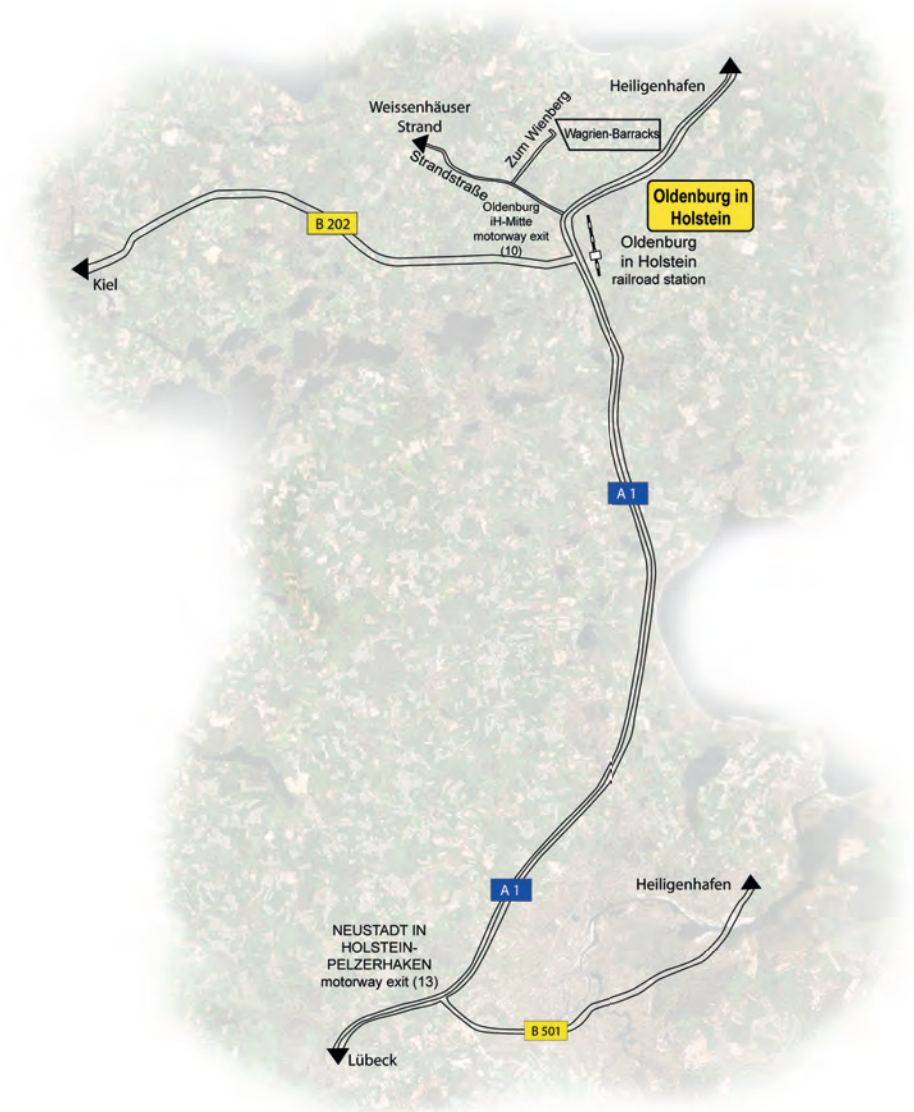 Heiligenhafen
Weissenhäuser
Strand
Zum Wienberg
Wagrien-Barracks
Strandstraße
Oldenburg in
Holstein
Oldenburg
iH-Mitte
motorway exit
(10)
B 202
Oldenburg
in Holstein
railroad station
Kiel
A 1
A 1
Heiligenhafen
NEUSTADT IN
HOLSTEIN-
PELZERHAKEN
motorway exit (13)
B 501
Lübeck